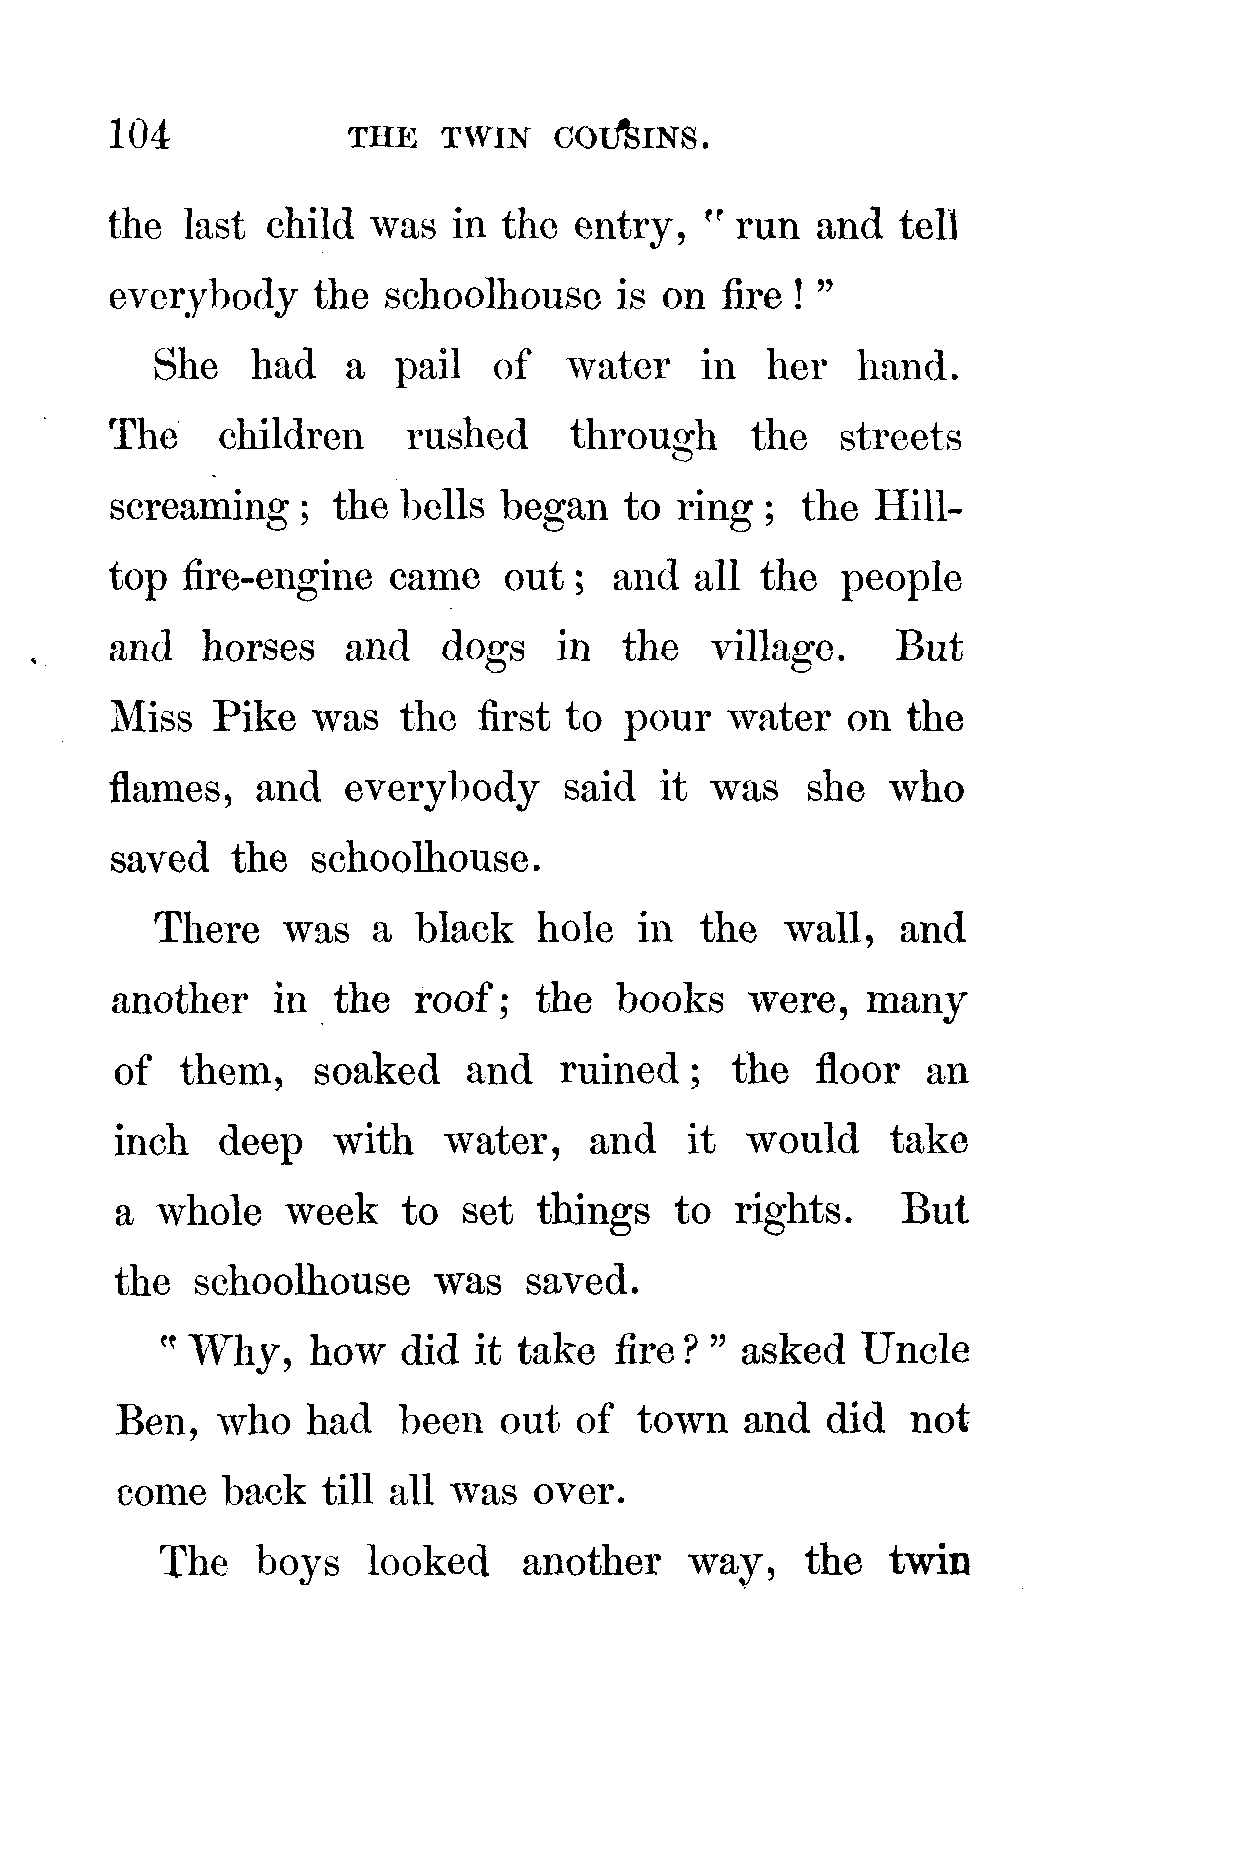 104 THE TWIN COUSINS.
the last child was in the entry, " run and tell
everybody the schoolhouse is on fire ! "
She had a pail of water in her hand.
The children rushed through the streets
screaming ; the bells began to ring ; the Hill-
top fire-engine came out ; and all the people
and horses and dogs in the village. But
Miss Pike was the first to pour water on the
flames, and everybody said it was she who
saved the schoolhouse.
There was a black hole in the wall, and
another in the roof ; the books were, many
of them, soaked and ruined ; the floor an
inch deep with water, and it would take
a whole week to set things to rights. But
the schoolhouse was saved.
" Why, how did it take fire ? " asked Uncle
Ben, who had been out of town and did not
come back till all was over.
The boys looked another way, the twin